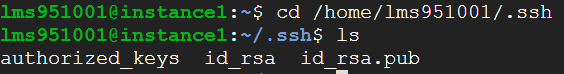 lms951001@instance1:~$ cd /home/lms951001/.ssh
lms951001@instance1:~/.ssh$ ls
authorized_keys  id_rsa  id_rsa.pub